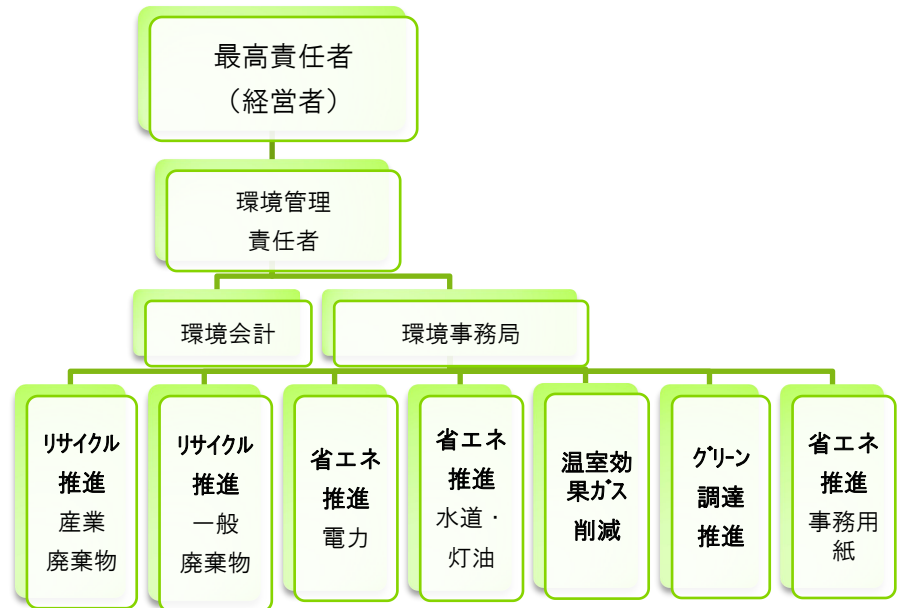 最高責任者
（経営者）
環境管理
責任者
環境会計
環境事務局
リサイクル
推進
産業
廃棄物
リサイクル
推進
一般
廃棄物
省エネ
推進
電力
省エネ
推進
水道・
灯油
温室効
果ガス
削減
グリーン
調達
推進
省エネ
推進
事務用
紙